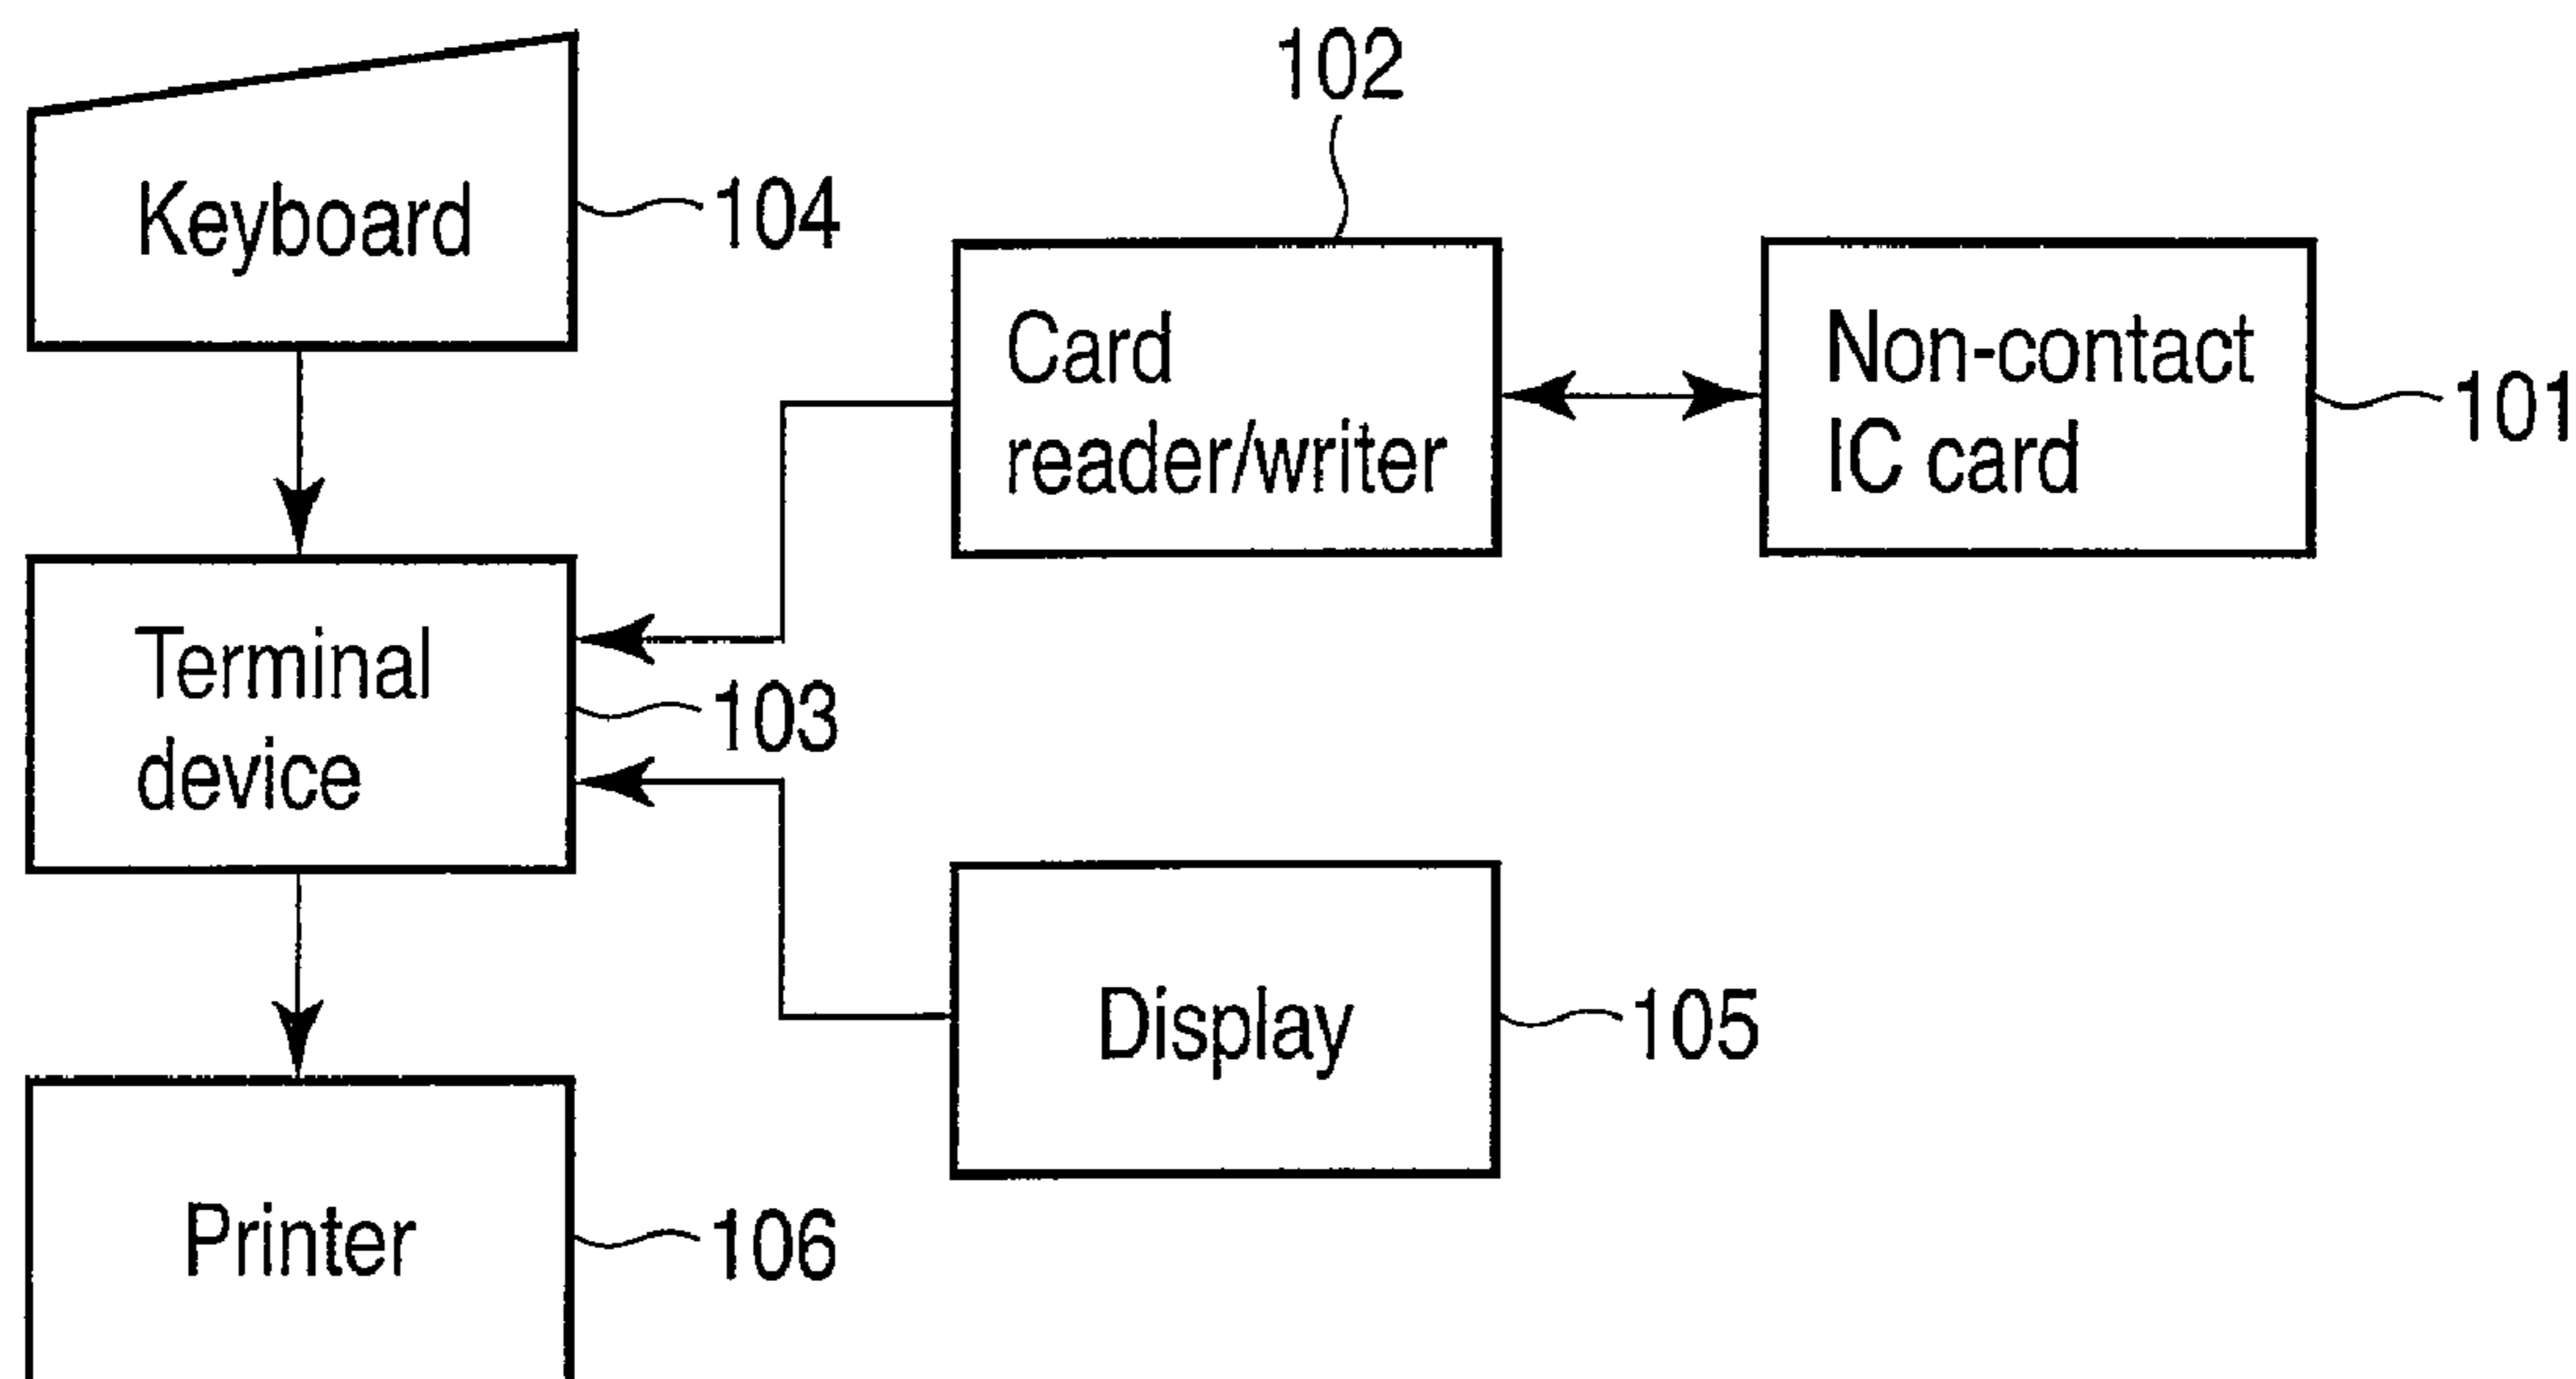 102
Keyboard
104
Card
reader/writer
Non-contact
IC card
101
Terminal
device
103
Display
105
Printer
106